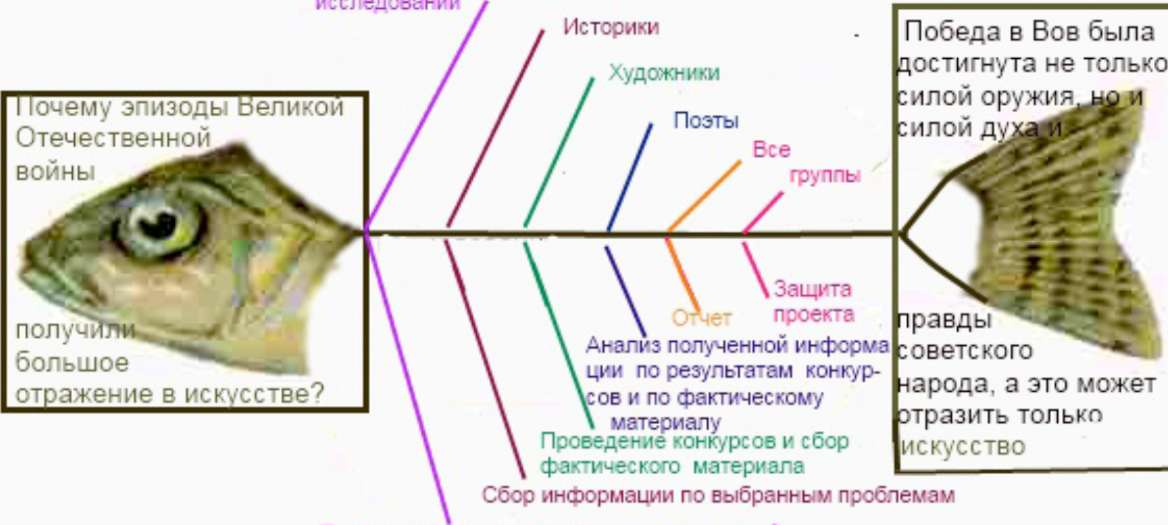 исследований
Историки
Художники
Поэты
Все
группы
Почему эпизоды Великой
Отечественной
войны
получили
большое
отражение в искусстве?
Победа в Вов была
достигнута не только
силой оружия, но и
силой духа и
правды
советского
народа, а это может
отразить только
искусство
Защита
проекта
Отчет
Анализ полученной информа
ции по результатам конкур-
сов и по фактическому
материалу
Проведение конкурсов и сбор
фактического материала
Сбор информации по выбранным проблемам